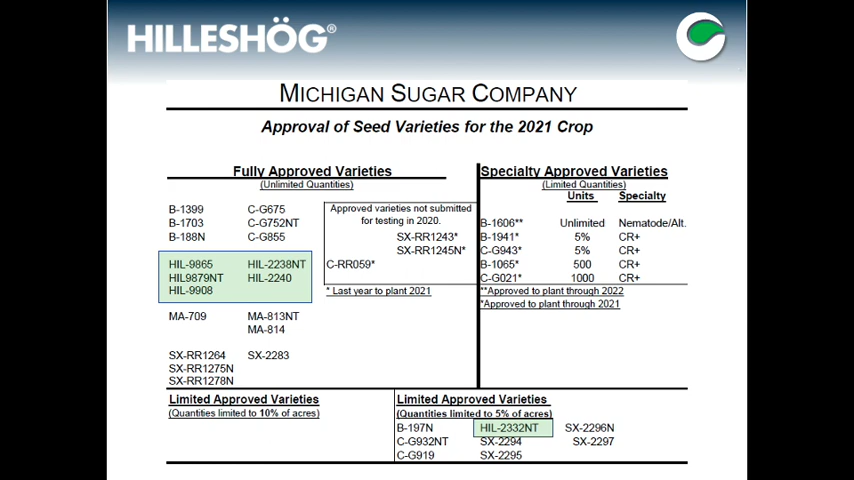 HILLESHÖG®
MICHIGAN SUGAR COMPANY
Approval of Seed Varieties for the 2021 Crop
Fully Approved Varieties
(Unlimited Quantities)
B-1399 C-G675
B-1703 C-G752NT
B-188N C-G855
HIL-9865 HIL-2238NT
HIL9879NT HIL-2240
HIL-9908
MA-709 MA-813NT
MA-814
SX-RR1264 SX-2283
SX-RR1275N
SX-RR1278N
Approved varieties not submitted
for testing in 2020.
SX-RR1243*
SX-RR1245N*
C-RR059*
* Last year to plant 2021
Specialty Approved Varieties
(Limited Quantities)
Units Specialty
B-1606** Unlimited Nematode/Alt.
B-1941* 5% CR+
C-G943* 5% CR+
B-1065* 500 CR+
C-G021* 1000 CR+
**Approved to plant through 2022
*Approved to plant through 2021
Limited Approved Varieties
(Quantities limited to 10% of acres)
Limited Approved Varieties
(Quantities limited to 5% of acres)
B-197N HIL-2332NT SX-2296N
C-G932NT SX-2294 SX-2297
C-G919 SX-2295